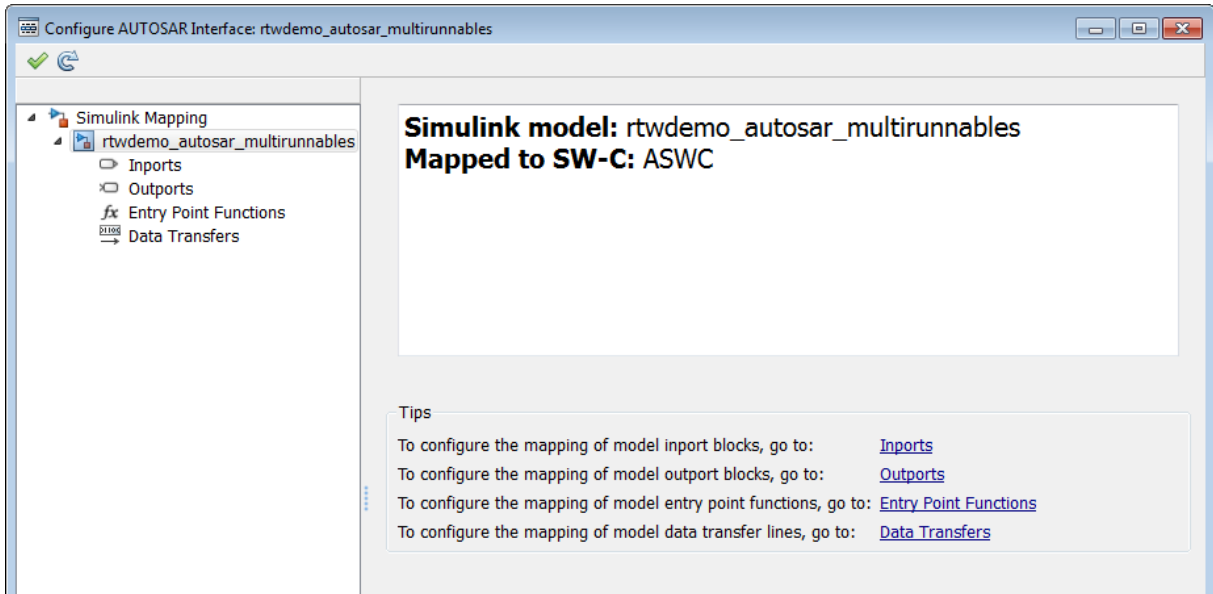 Configure AUTOSAR Interface: rtwdemo_autosar_multirunnables
Simulink Mapping
rtwdemo_autosar_multirunnables
Inports
Outports
fx Entry Point Functions
Data Transfers
Simulink model: rtwdemo_autosar_multirunnables
Mapped to SW-C: ASWC
Tips
To configure the mapping of model inport blocks, go to: Inports
To configure the mapping of model outport blocks, go to: Outports
To configure the mapping of model entry point functions, go to: Entry Point Functions
To configure the mapping of model data transfer lines, go to: Data Transfers